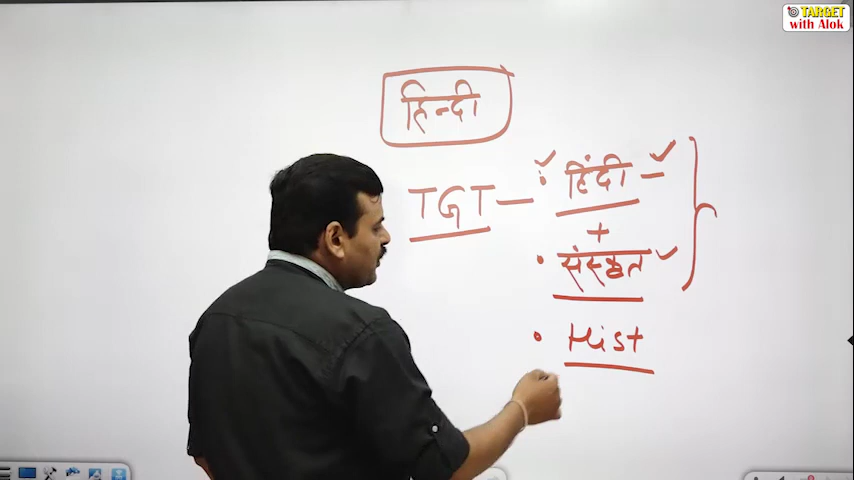 TARGET
with Alok
हिन्दी
TGT - हिंदी -
+
संस्कृत
Hist